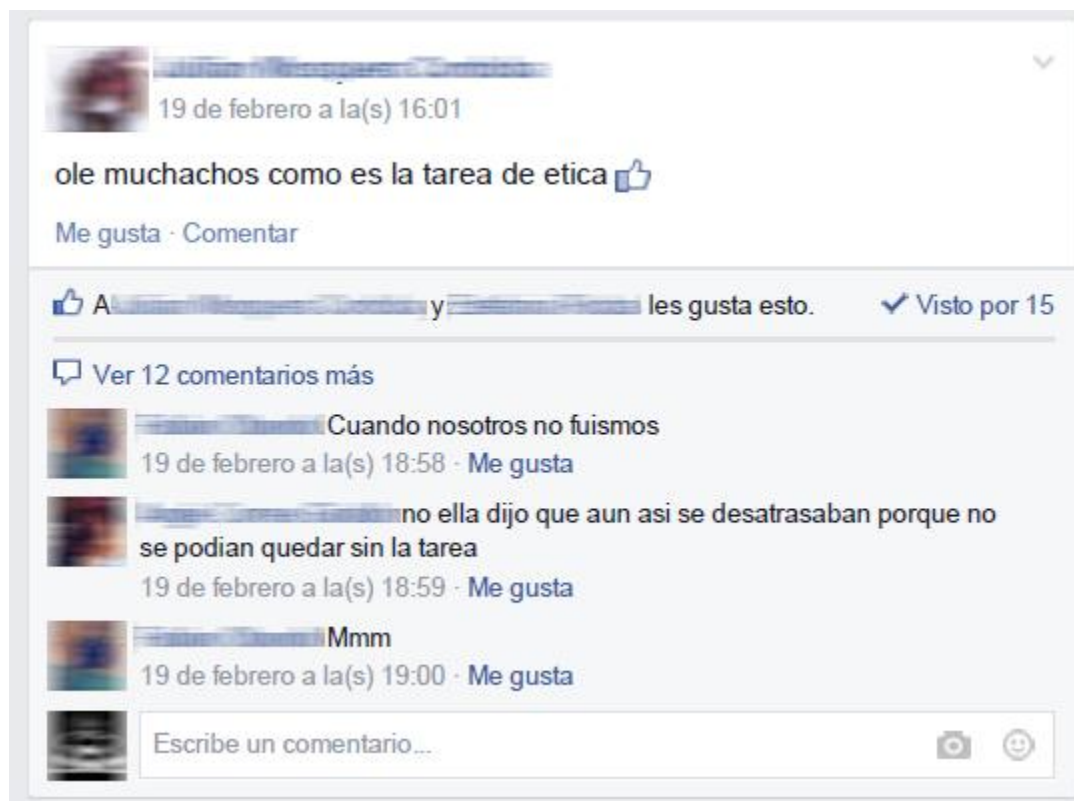 19 de febrero a la(s) 16:01
ole muchachos como es la tarea de etica
Me gusta · Comentar
A y les gusta esto. Visto por 15
Ver 12 comentarios más
Cuando nosotros no fuismos
19 de febrero a la(s) 18:58 · Me gusta
no ella dijo que aun asi se desatrasaban porque no
se podian quedar sin la tarea
19 de febrero a la(s) 18:59 · Me gusta
Mmm
19 de febrero a la(s) 19:00 · Me gusta
Escribe un comentario...